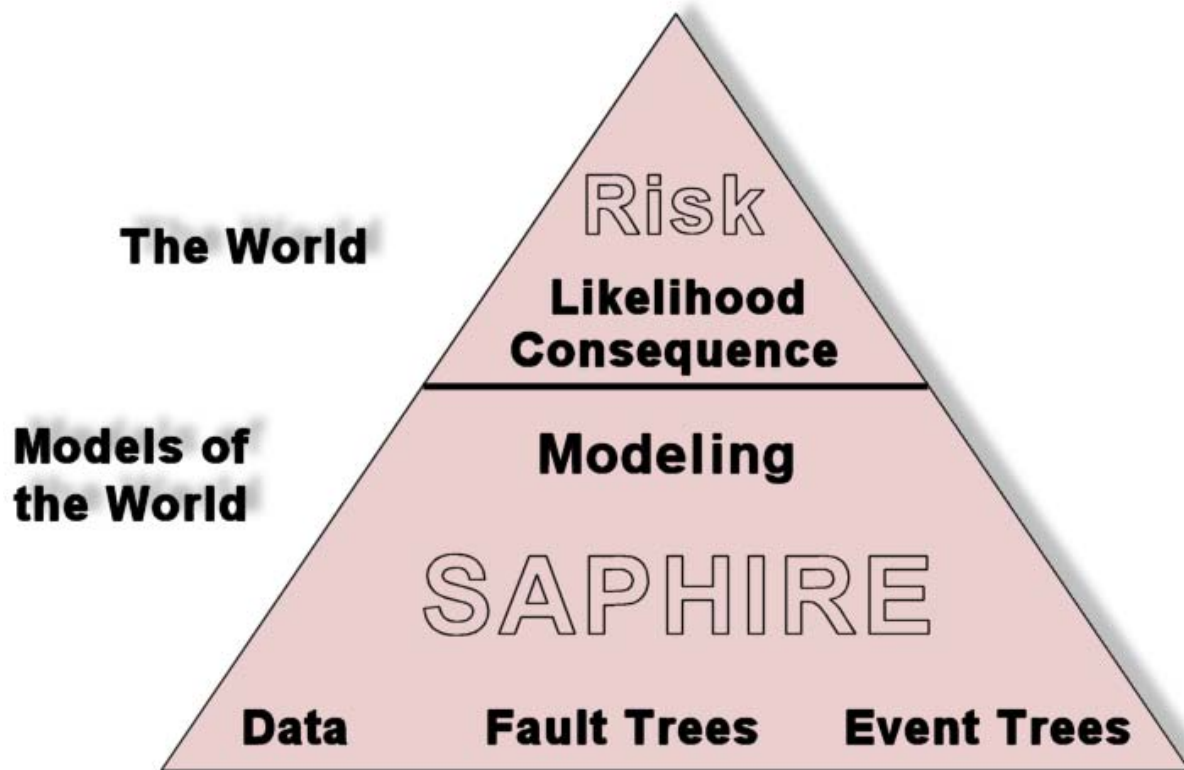 Risk
The World
Likelihood
Consequence
Models of
the World
Modeling
SAPHIRE
Data Fault Trees Event Trees